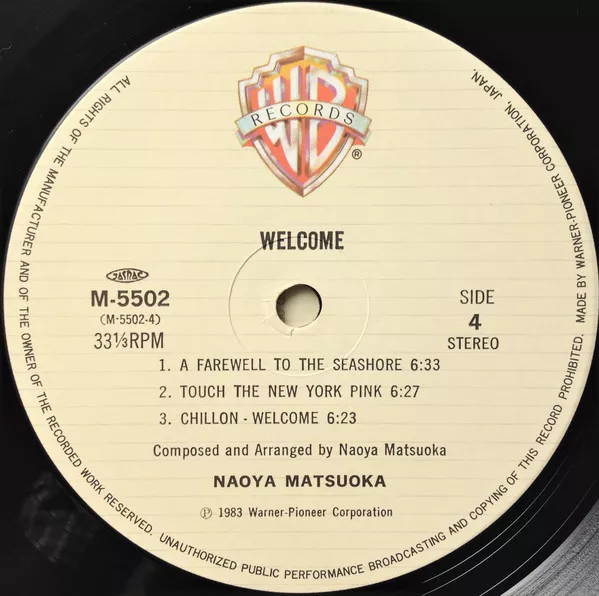 WB
RECORDS
®
WELCOME
JASRAC
M-5502
(M-5502-4)
33⅓RPM
SIDE
4
STEREO
1. A FAREWELL TO THE SEASHORE 6:33
2. TOUCH THE NEW YORK PINK 6:27
3. CHILLON - WELCOME 6:23
Composed and Arranged by Naoya Matsuoka
NAOYA MATSUOKA
℗ 1983 Warner-Pioneer Corporation
ALL RIGHTS OF THE MANUFACTURER AND OF THE OWNER OF THE RECORDED WORK RESERVED. UNAUTHORIZED PUBLIC PERFORMANCE BROADCASTING AND COPYING OF THIS RECORD PROHIBITED. MADE BY WARNER-PIONEER CORPORATION, JAPAN.